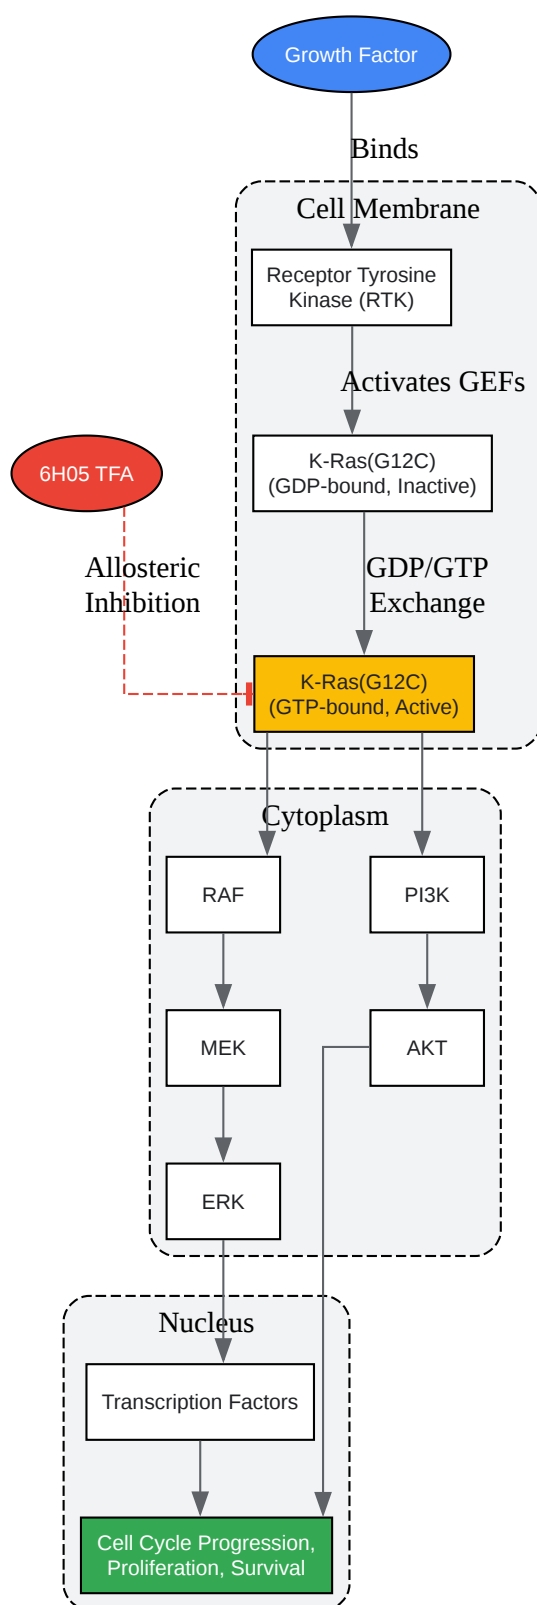 Growth Factor
Binds
Cell Membrane
Receptor Tyrosine
Kinase (RTK)
Activates GEFs
6H05 TFA
K-Ras(G12C)
(GDP-bound, Inactive)
Allosteric
Inhibition
GDP/GTP
Exchange
K-Ras(G12C)
(GTP-bound, Active)
Cytoplasm
RAF
PI3K
MEK
AKT
ERK
Nucleus
Transcription Factors
Cell Cycle Progression,
Proliferation, Survival